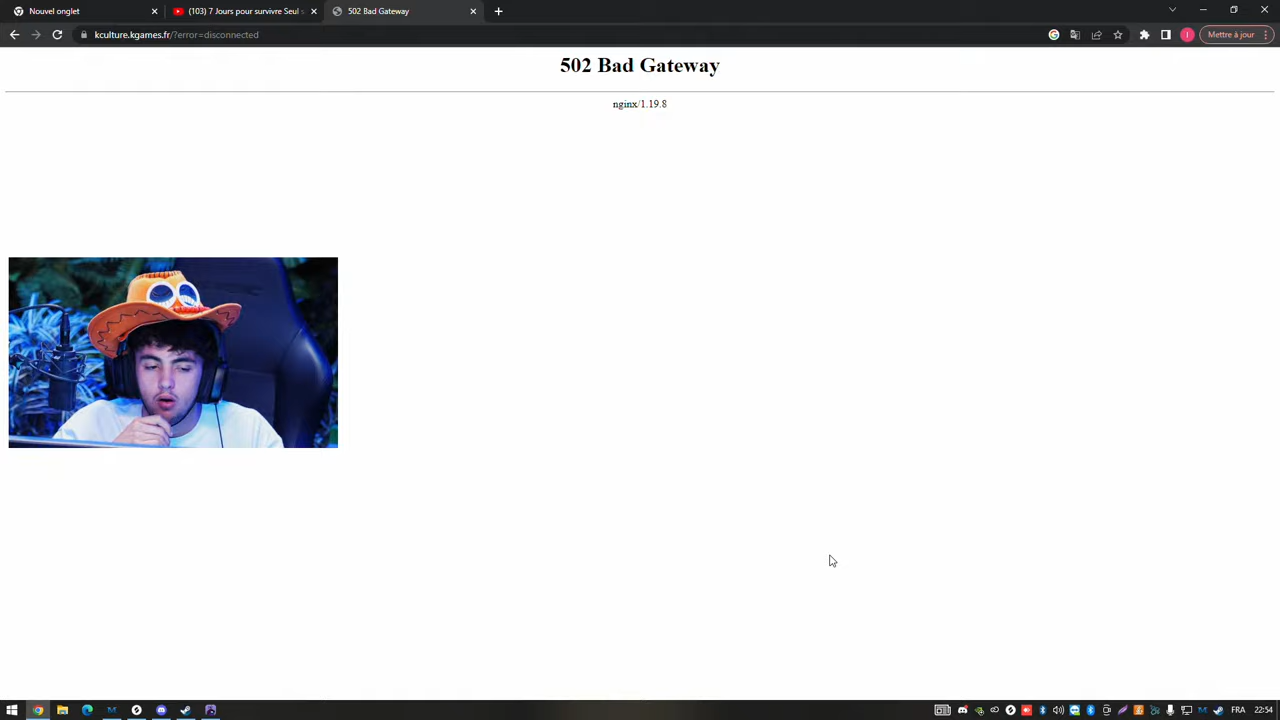 Nouvel onglet
(103) 7 Jours pour survivre Seul s
502 Bad Gateway
kculture.kgames.fr/?error=disconnected
Mettre à jour
502 Bad Gateway
nginx/1.19.8
FRA
22:54